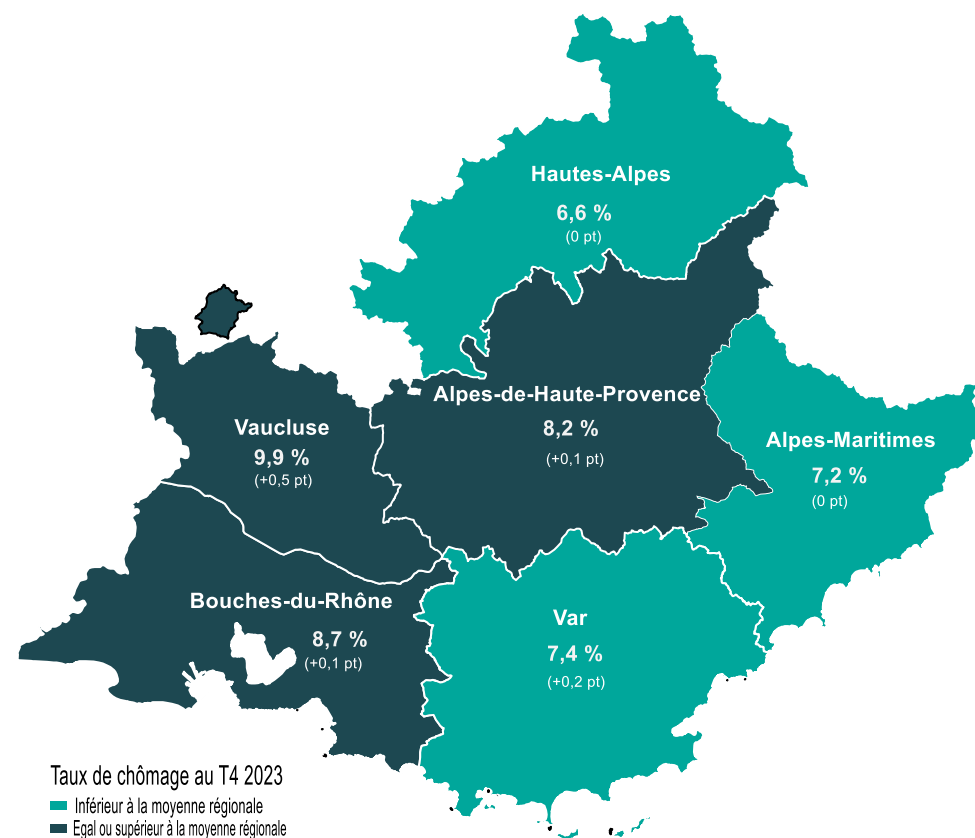 Hautes-Alpes
6,6 %
(0 pt)
Alpes-de-Haute-Provence
8,2 %
(+0,1 pt)
Vaucluse
9,9 %
(+0,5 pt)
Alpes-Maritimes
7,2 %
(0 pt)
Bouches-du-Rhône
8,7 %
(+0,1 pt)
Var
7,4 %
(+0,2 pt)
Taux de chômage au T4 2023
Inférieur à la moyenne régionale
Egal ou supérieur à la moyenne régionale